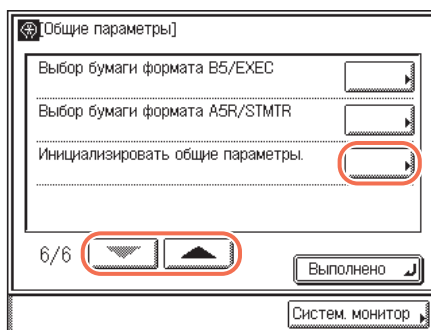 [Общие параметры]
Выбор бумаги формата B5/EXEC
Выбор бумаги формата A5R/STMTR
Инициализировать общие параметры.
6/6
Выполнено
Систем. монитор